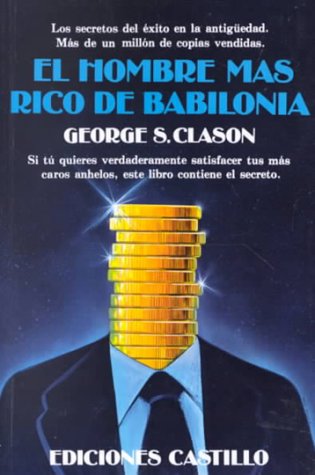 Los secretos del éxito en la antigüedad.
Más de un millón de copias vendidas.
EL HOMBRE MAS
RICO DE BABILONIA
GEORGE S. CLASON
Si tú quieres verdaderamente satisfacer tus más
caros anhelos, este libro contiene el secreto.
EDICIONES CASTILLO